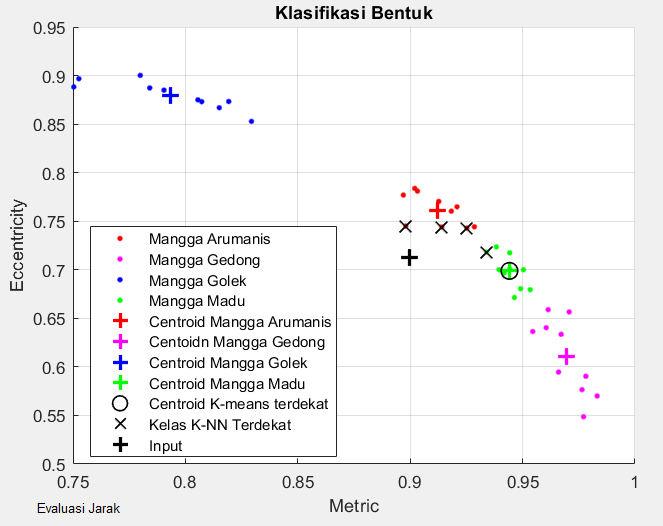 Klasifikasi Bentuk
0.95
0.9
0.85
0.8
0.75
0.7
0.65
0.6
0.55
0.5
Eccentricity
Mangga Arumanis
Mangga Gedong
Mangga Golek
Mangga Madu
Centroid Mangga Arumanis
Centoidn Mangga Gedong
Centroid Mangga Golek
Centroid Mangga Madu
Centroid K-means terdekat
Kelas K-NN Terdekat
Input
0.75 0.8 0.85 0.9 0.95 1
Metric
Evaluasi Jarak